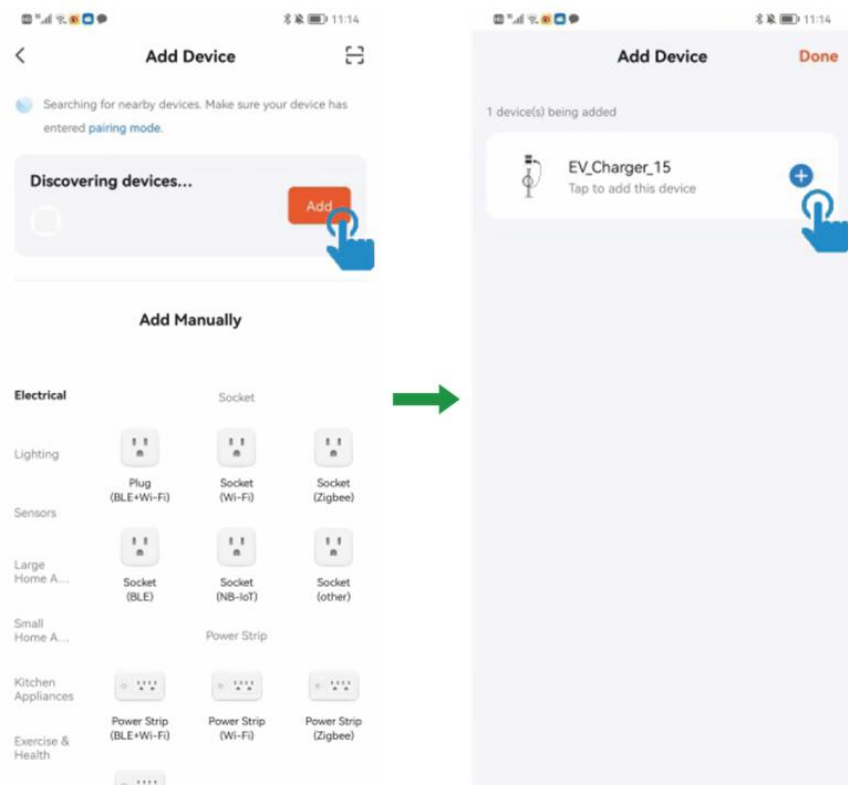 11:14
Add Device
Searching for nearby devices. Make sure your device has
entered pairing mode.
Discovering devices...
Add
Add Manually
Electrical
Socket
Lighting
Plug
(BLE+Wi-Fi)
Socket
(Wi-Fi)
Socket
(Zigbee)
Sensors
Large
Home A...
Socket
(BLE)
Socket
(NB-IoT)
Socket
(other)
Small
Home A...
Power Strip
Kitchen
Appliances
Power Strip
(BLE+Wi-Fi)
Power Strip
(Wi-Fi)
Power Strip
(Zigbee)
Exercise &
Health
11:14
Add Device
Done
1 device(s) being added
EV_Charger_15
Tap to add this device